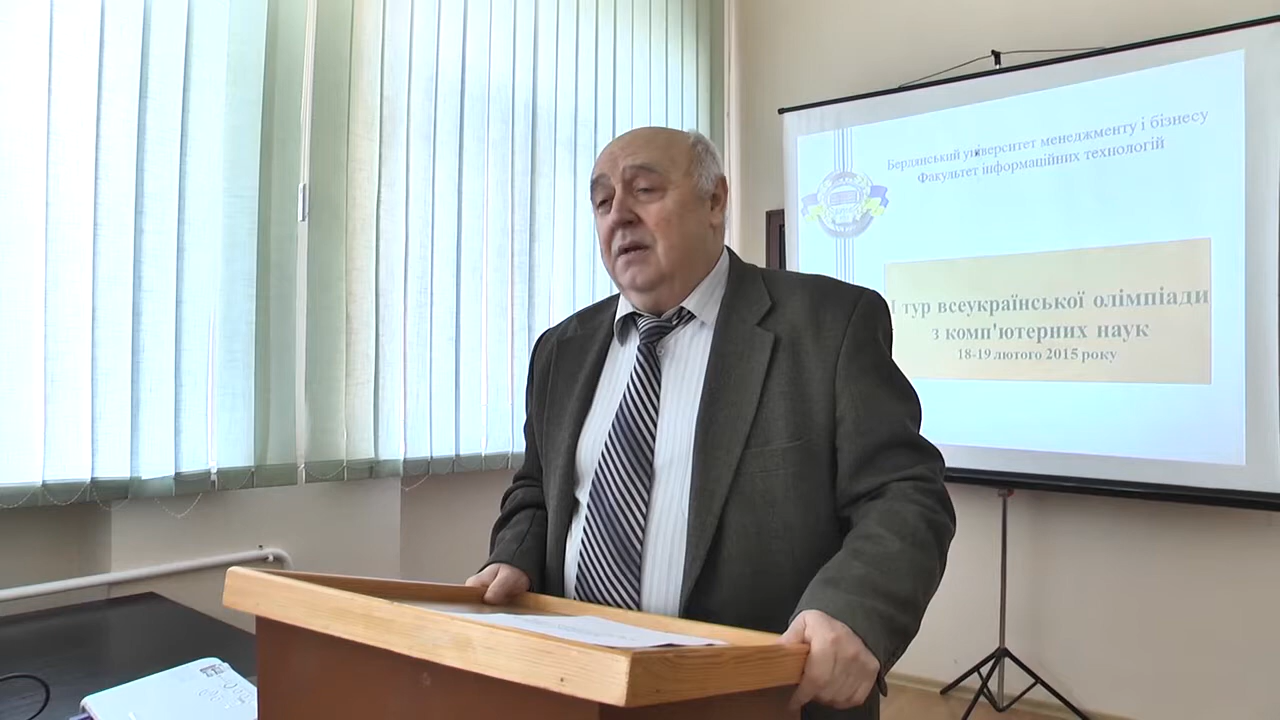 Бердянський університет менеджменту і бізнесу
Факультет інформаційних технологій
І тур всеукраїнської олімпіади
з комп'ютерних наук
18-19 лютого 2015 року